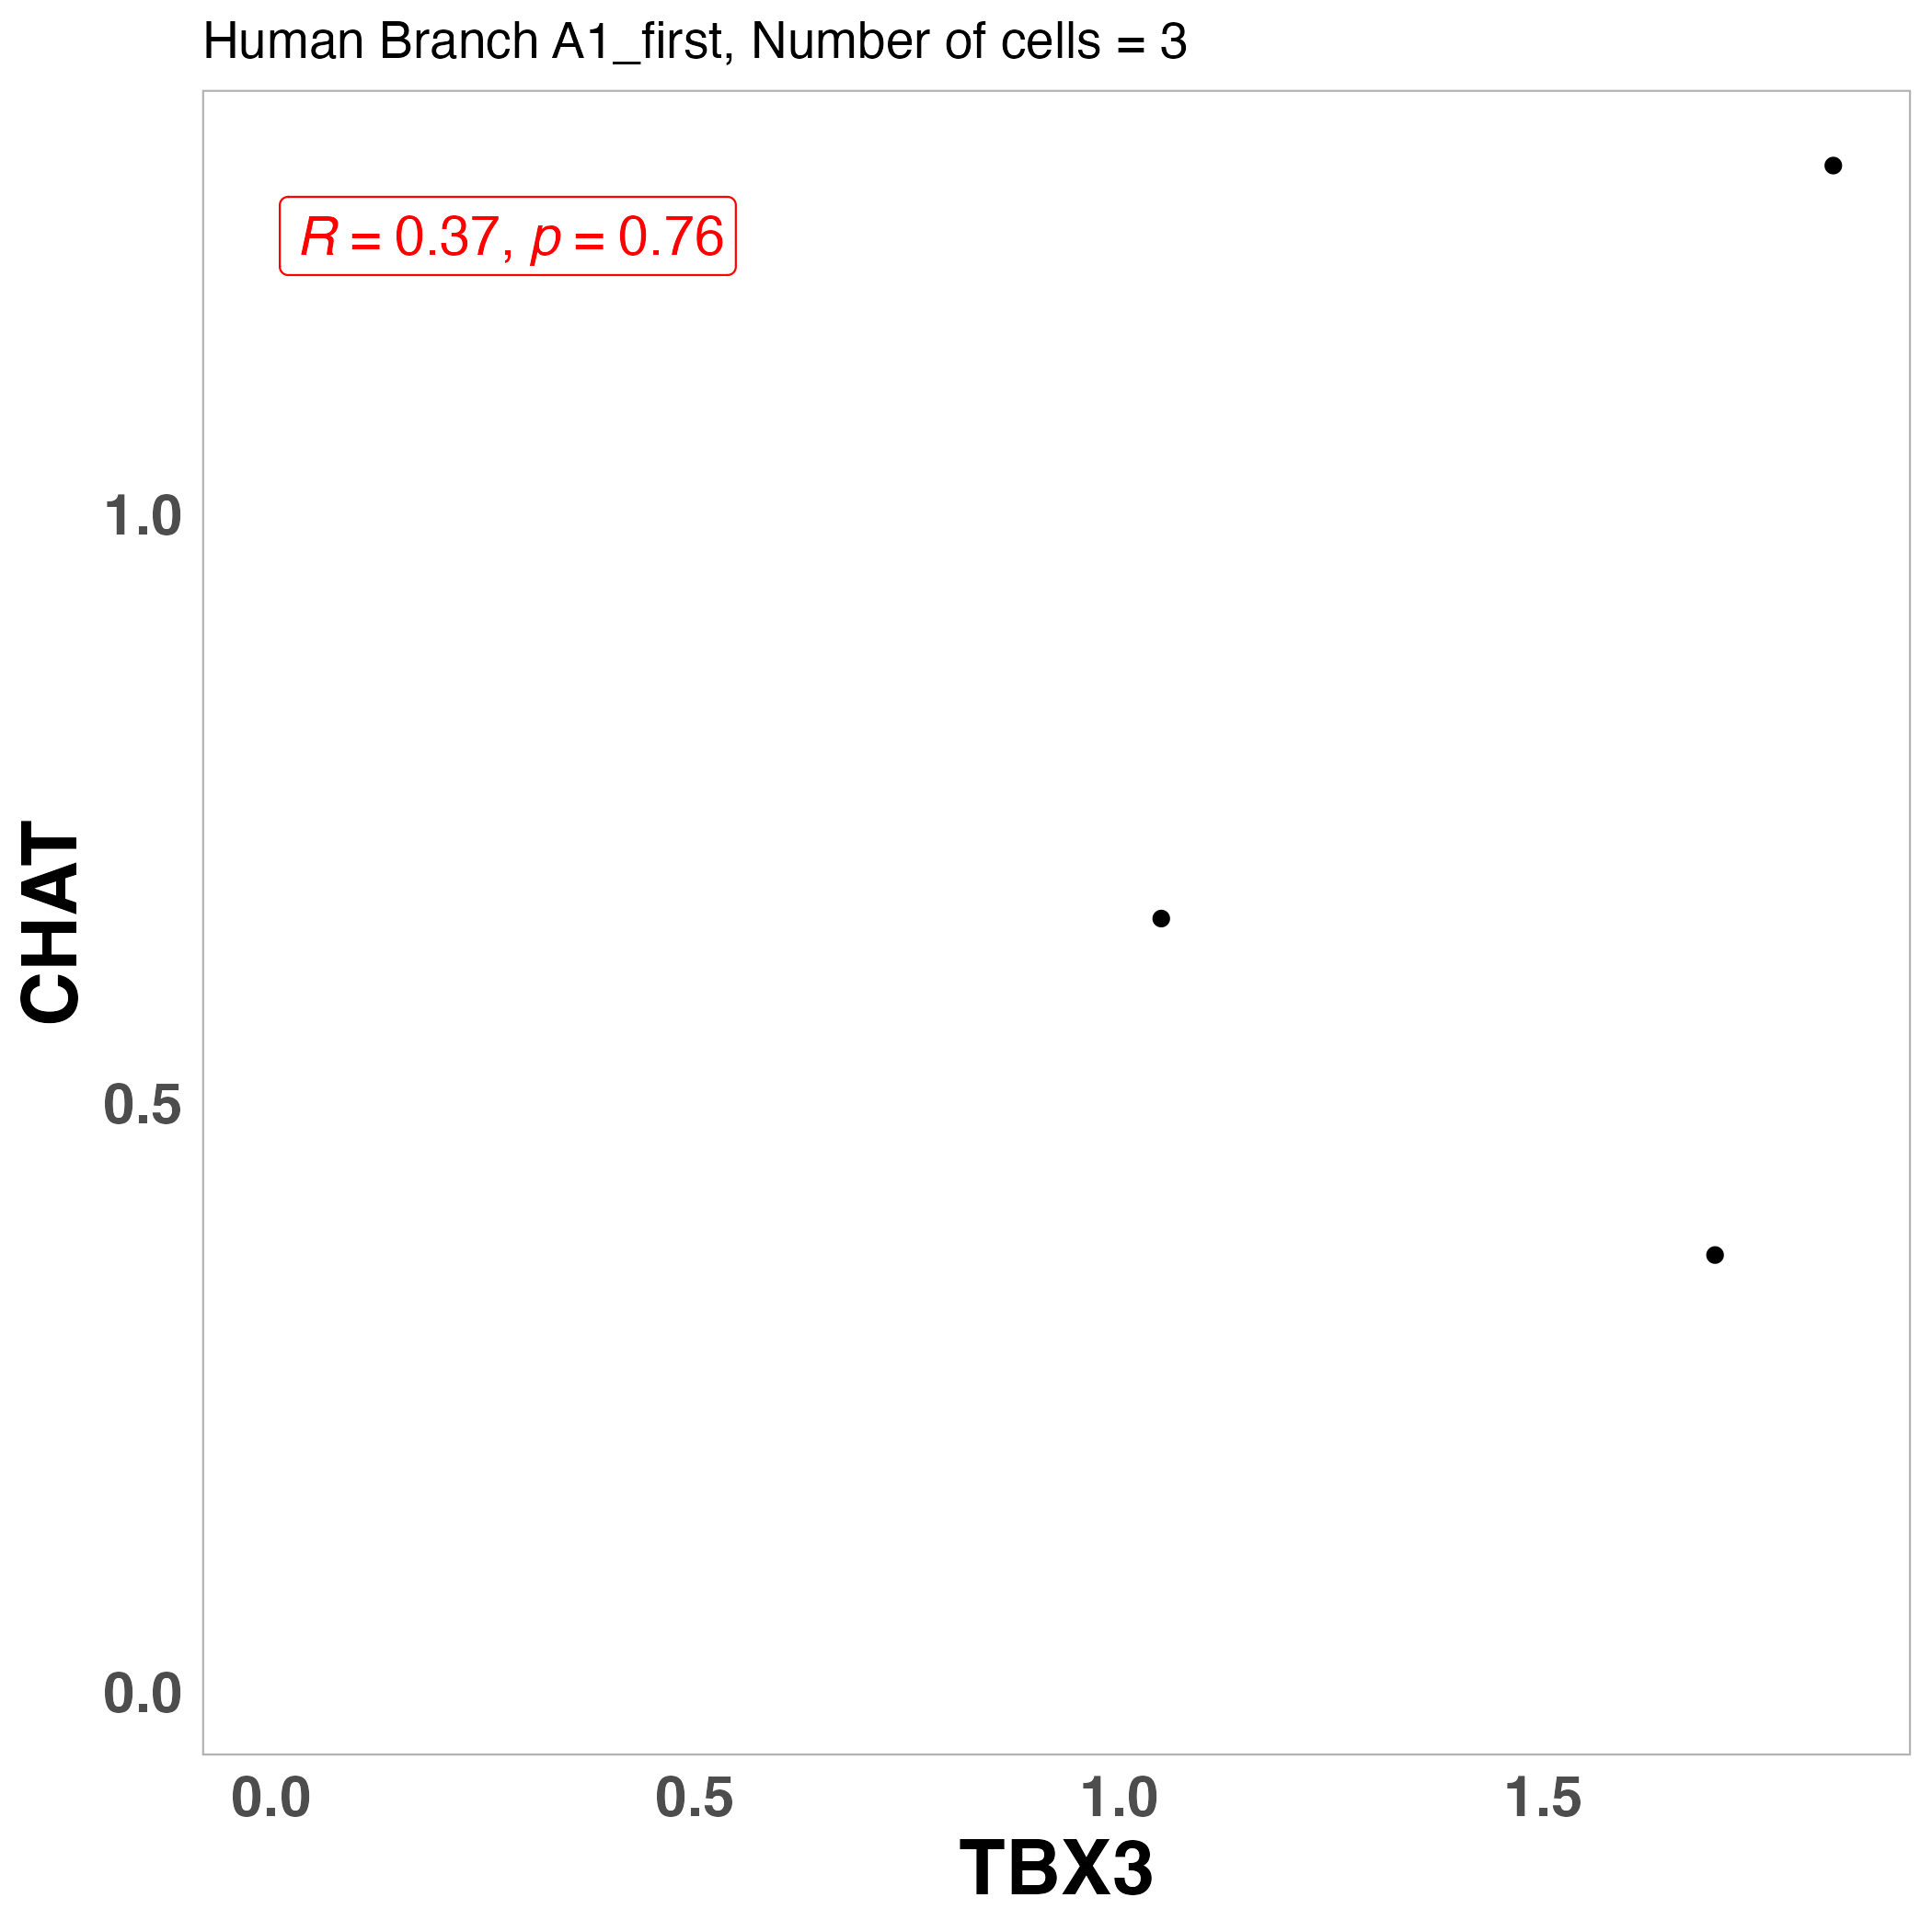 Human Branch A1_first, Number of cells = 3
R = 0.37, p = 0.76
1.0
0.5
0.0
CHAT
0.0 0.5 1.0 1.5
TBX3